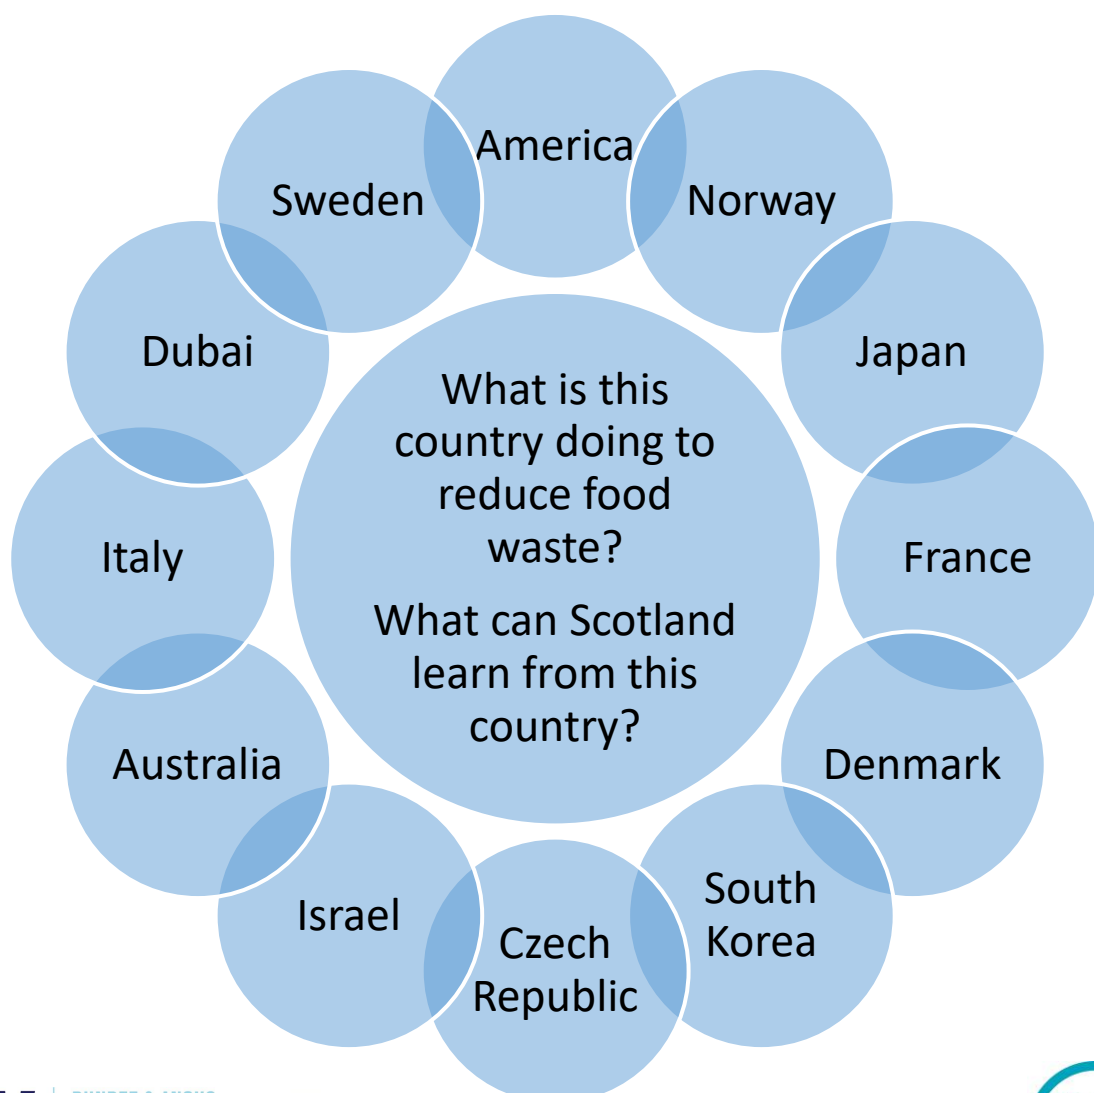 America
Norway
Japan
France
Denmark
South
Korea
Czech
Republic
Israel
Australia
Italy
Dubai
Sweden
What is this
country doing to
reduce food
waste?
What can Scotland
learn from this
country?